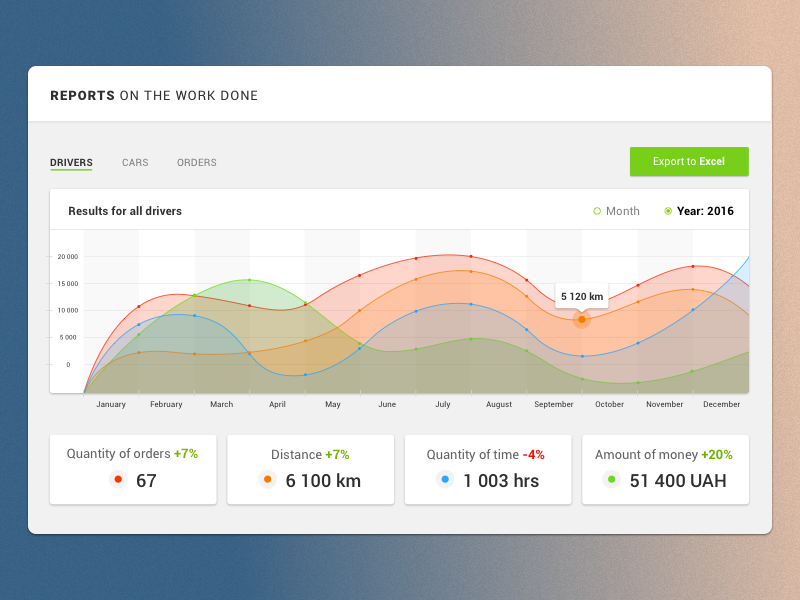 REPORTS ON THE WORK DONE
DRIVERS CARS ORDERS
Export to Excel
Results for all drivers
Month Year: 2016
20 000
15 000
10 000
5 000
0
5 120 km
January February March April May June July August September October November December
Quantity of orders +7%
67
Distance +7%
6 100 km
Quantity of time -4%
1 003 hrs
Amount of money +20%
51 400 UAH